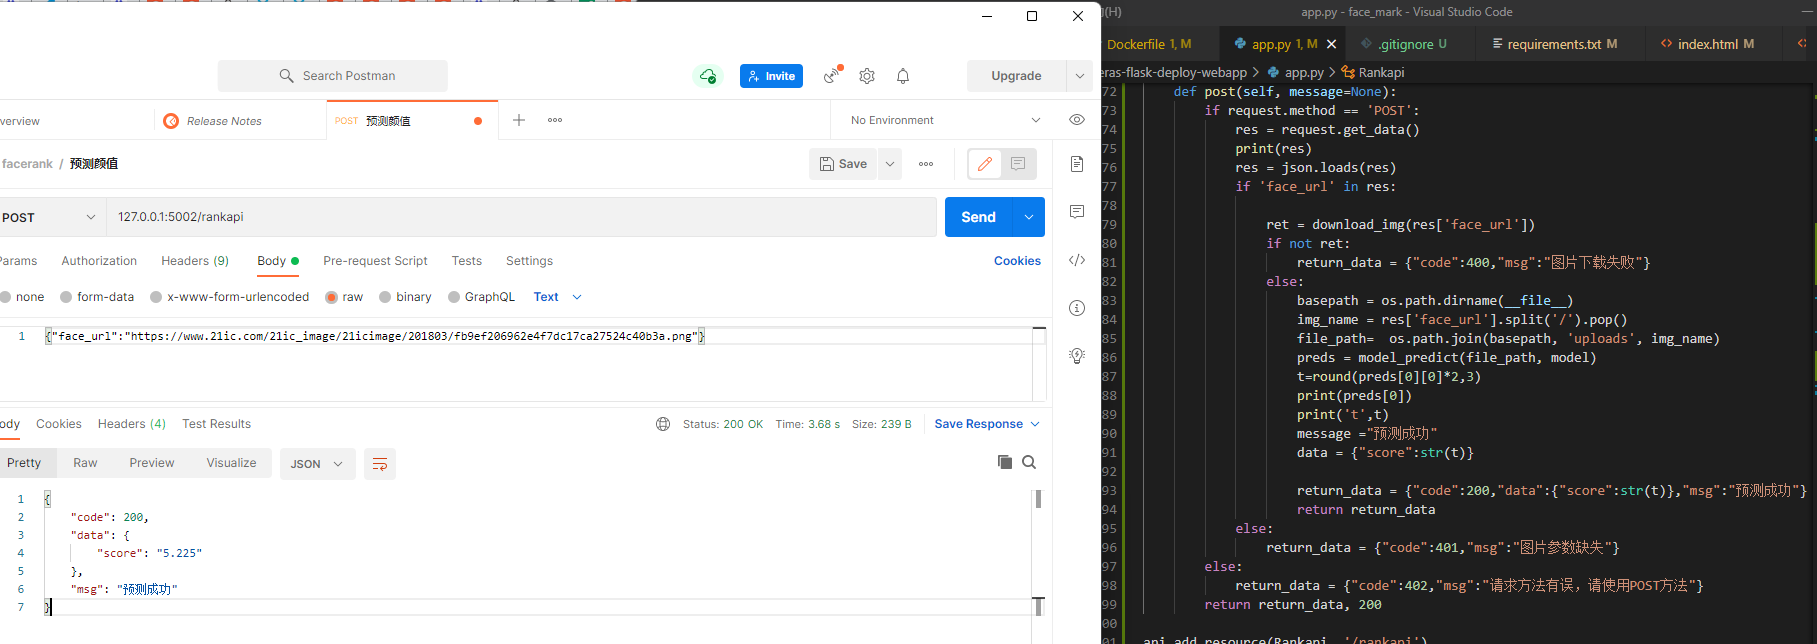 Search Postman
Invite
Upgrade
verview
Release Notes
POST 预测颜值
No Environment
facerank / 预测颜值
Save
POST
127.0.0.1:5002/rankapi
Send
Params
Authorization
Headers (9)
Body
Pre-request Script
Tests
Settings
Cookies
none
form-data
x-www-form-urlencoded
raw
binary
GraphQL
Text
1 {"face_url":"https://www.21ic.com/21ic_image/21icimage/201803/fb9ef206962e4f7dc17ca27524c40b3a.png"}
ody
Cookies
Headers (4)
Test Results
Status: 200 OK
Time: 3.68 s
Size: 239 B
Save Response
Pretty
Raw
Preview
Visualize
JSON
1 {
2 "code": 200,
3 "data": {
4 "score": "5.225"
5 },
6 "msg": "预测成功"
7 }
(H)
app.py - face_mark - Visual Studio Code
Dockerfile 1, M
app.py 1, M
.gitignore U
requirements.txt M
index.html M
eras-flask-deploy-webapp > app.py > Rankapi
72 def post(self, message=None):
73 if request.method == 'POST':
74 res = request.get_data()
75 print(res)
76 res = json.loads(res)
77 if 'face_url' in res:
78
79 ret = download_img(res['face_url'])
80 if not ret:
81 return_data = {"code":400,"msg":"图片下载失败"}
82 else:
83 basepath = os.path.dirname(__file__)
84 img_name = res['face_url'].split('/').pop()
85 file_path= os.path.join(basepath, 'uploads', img_name)
86 preds = model_predict(file_path, model)
87 t=round(preds[0][0]*2,3)
88 print(preds[0])
89 print('t',t)
90 message ="预测成功"
91 data = {"score":str(t)}
92
93 return_data = {"code":200,"data":{"score":str(t)},"msg":"预测成功"}
94 return return_data
95 else:
96 return_data = {"code":401,"msg":"图片参数缺失"}
97 else:
98 return_data = {"code":402,"msg":"请求方法有误，请使用POST方法"}
99 return return_data, 200
00
01 api.add_resource(Rankapi, '/rankapi')